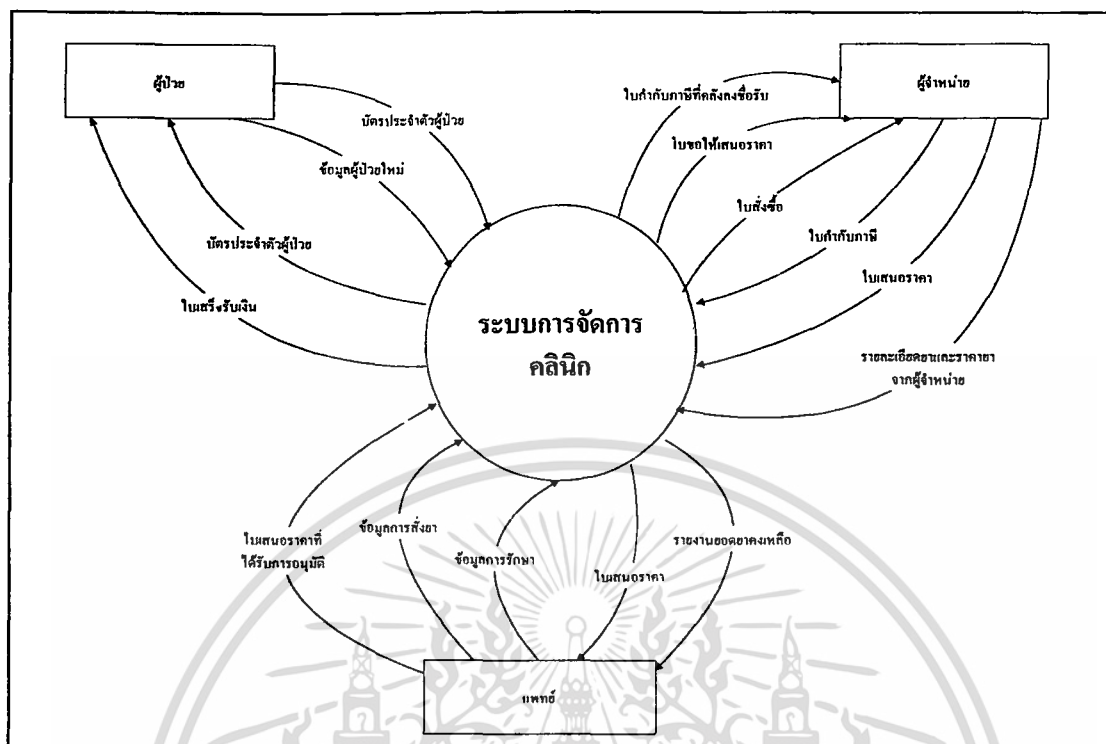 ผู้ป่วย
ผู้จำหน่าย
ใบกำกับภาษีที่คลังลงชื่อรับ
บัตรประจำตัวผู้ป่วย
ใบขอให้เสนอราคา
ข้อมูลผู้ป่วยใหม่
ใบสั่งซื้อ
บัตรประจำตัวผู้ป่วย
ใบกำกับภาษี
ใบเสนอราคา
ใบเสร็จรับเงิน
ระบบการจัดการ
คลินิก
รายละเอียดยาและราคายา
จากผู้จำหน่าย
ใบเสนอราคาที่
ได้รับการอนุมัติ
ข้อมูลการสั่งยา
ข้อมูลการรักษา
ใบเสนอราคา
รายงานยอดยาคงเหลือ
แพทย์